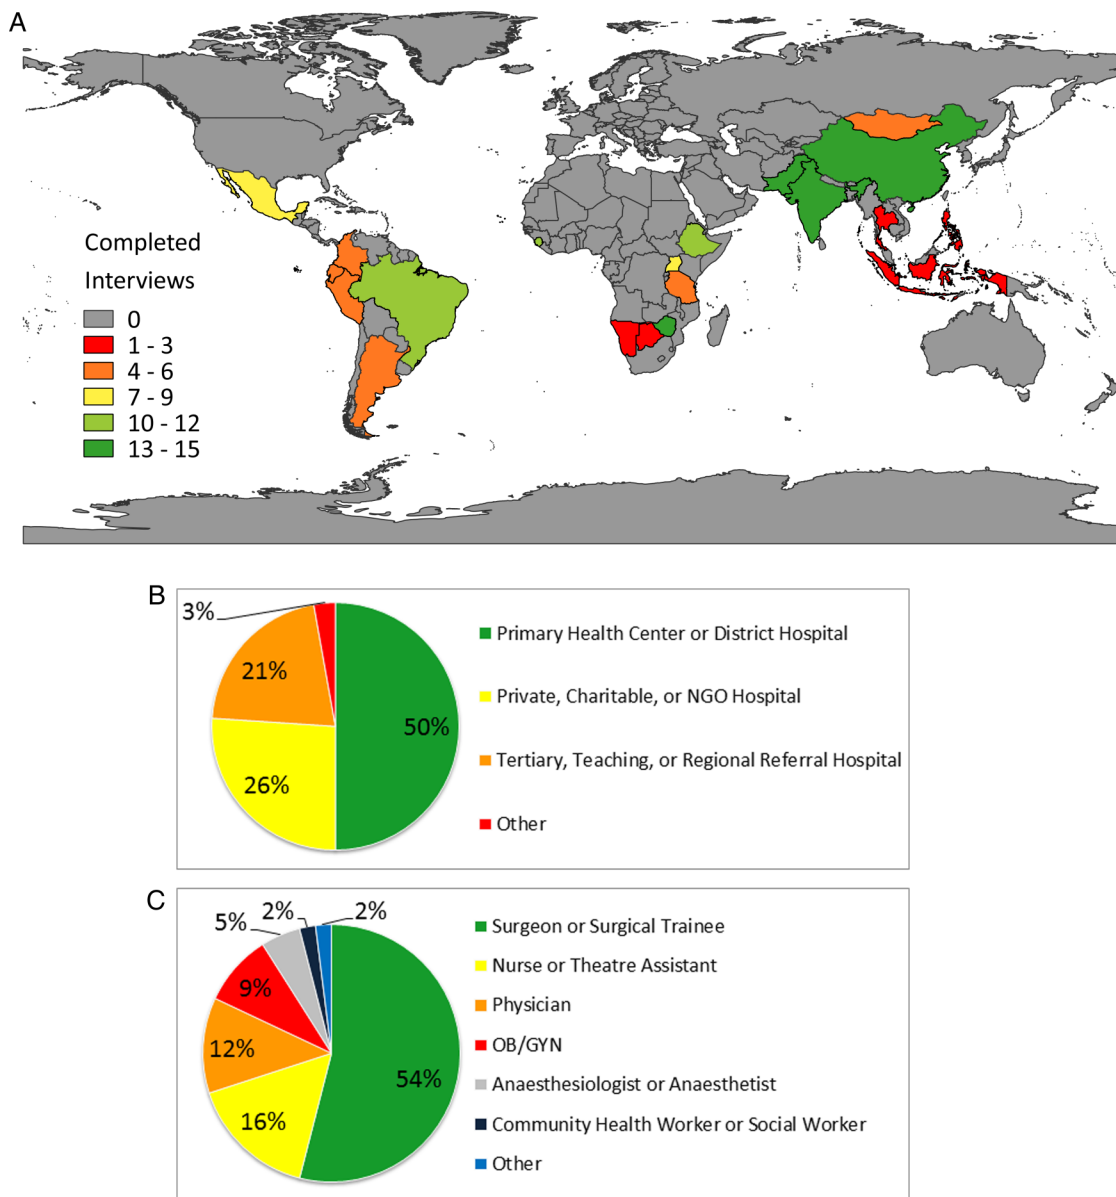 A
Completed
Interviews
0
1 - 3
4 - 6
7 - 9
10 - 12
13 - 15
B
3%
21%
50%
26%
Primary Health Center or District Hospital
Private, Charitable, or NGO Hospital
Tertiary, Teaching, or Regional Referral Hospital
Other
C
5%
2%
2%
9%
12%
54%
16%
Surgeon or Surgical Trainee
Nurse or Theatre Assistant
Physician
OB/GYN
Anaesthesiologist or Anaesthetist
Community Health Worker or Social Worker
Other